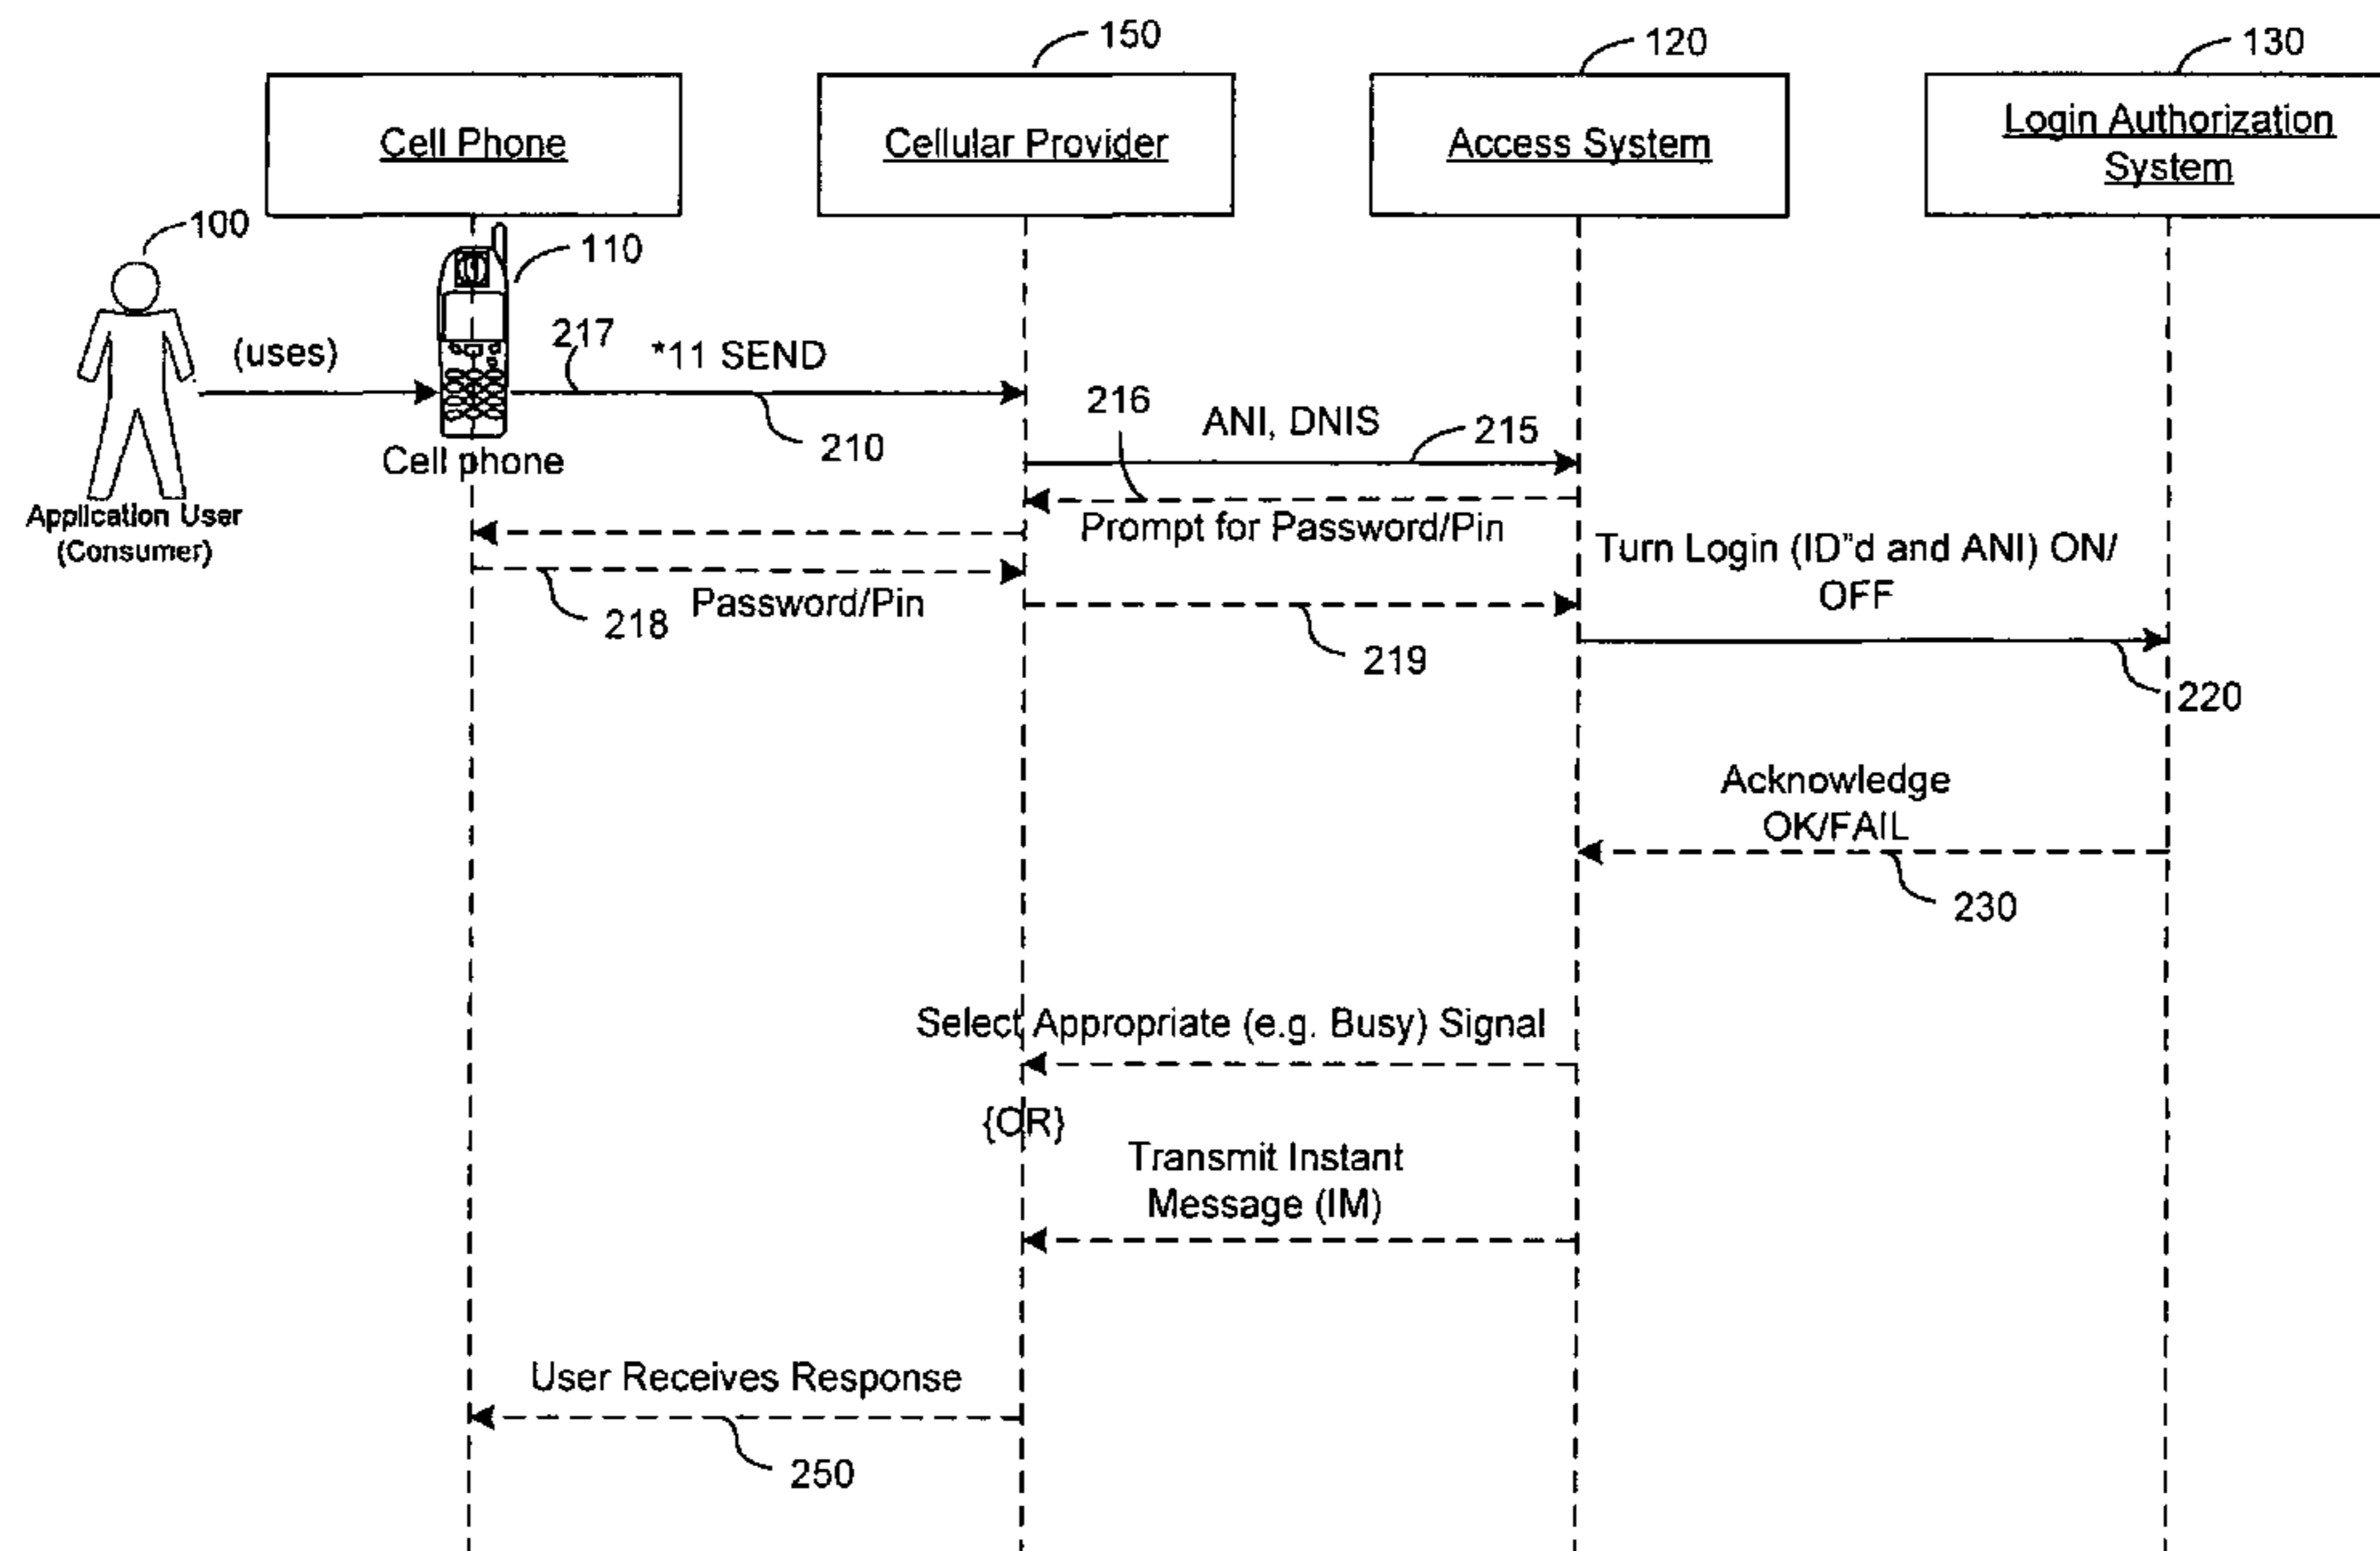 150
120
130
Cell Phone
Cellular Provider
Access System
Login Authorization
System
100
110
(uses)
217
*11 SEND
210
216
ANI, DNIS
215
Cell phone
Application User
(Consumer)
Prompt for Password/Pin
Turn Login (ID"d and ANI) ON/
OFF
Password/Pin
218
219
220
Acknowledge
OK/FAIL
230
Select Appropriate (e.g. Busy) Signal
{OR}
Transmit Instant
Message (IM)
User Receives Response
250